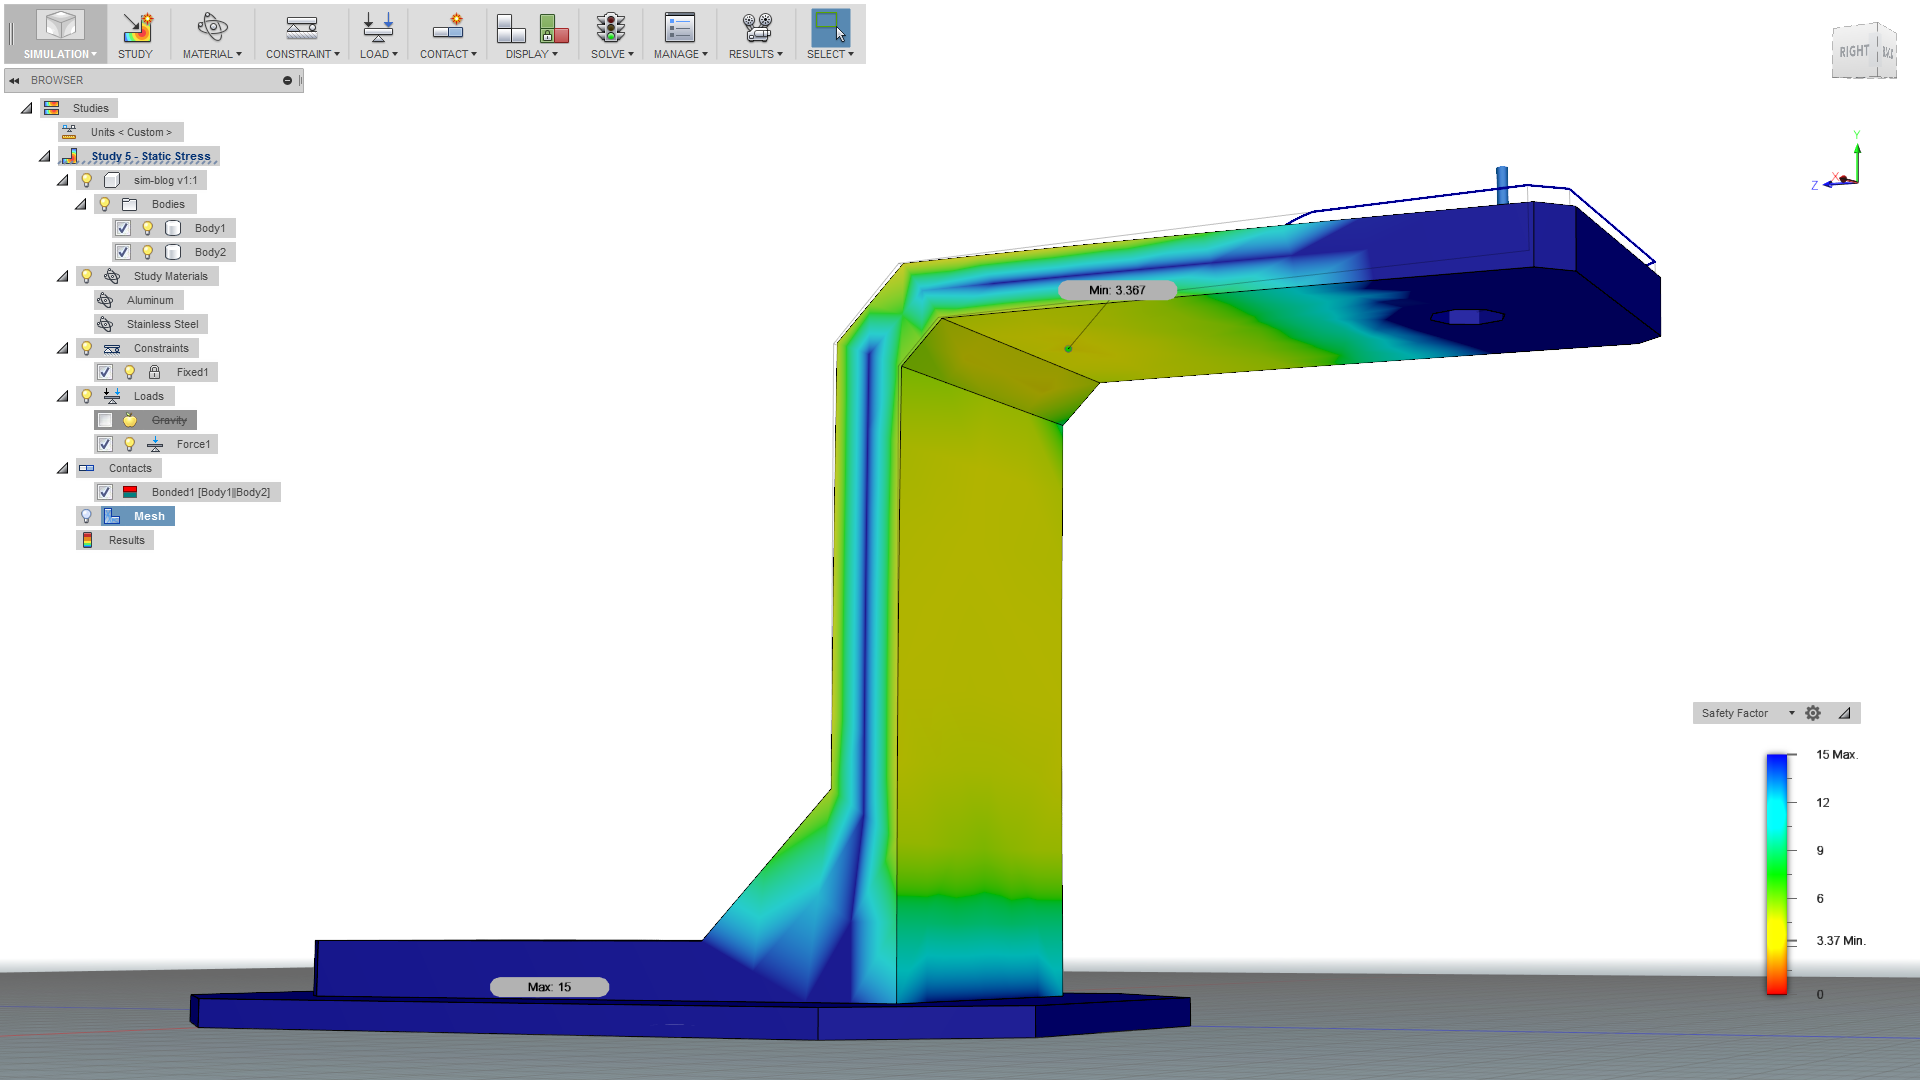 SIMULATION
STUDY
MATERIAL
CONSTRAINT
LOAD
CONTACT
DISPLAY
SOLVE
MANAGE
RESULTS
SELECT
BROWSER
Studies
Units < Custom >
Study 5 - Static Stress
sim-blog v1:1
Bodies
Body1
Body2
Study Materials
Aluminum
Stainless Steel
Constraints
Fixed1
Loads
Gravity
Force1
Contacts
Bonded1 [Body1||Body2]
Mesh
Results
RIGHT
Y
X
Z
Min: 3.367
Max: 15
Safety Factor
15 Max.
12
9
6
3.37 Min.
0